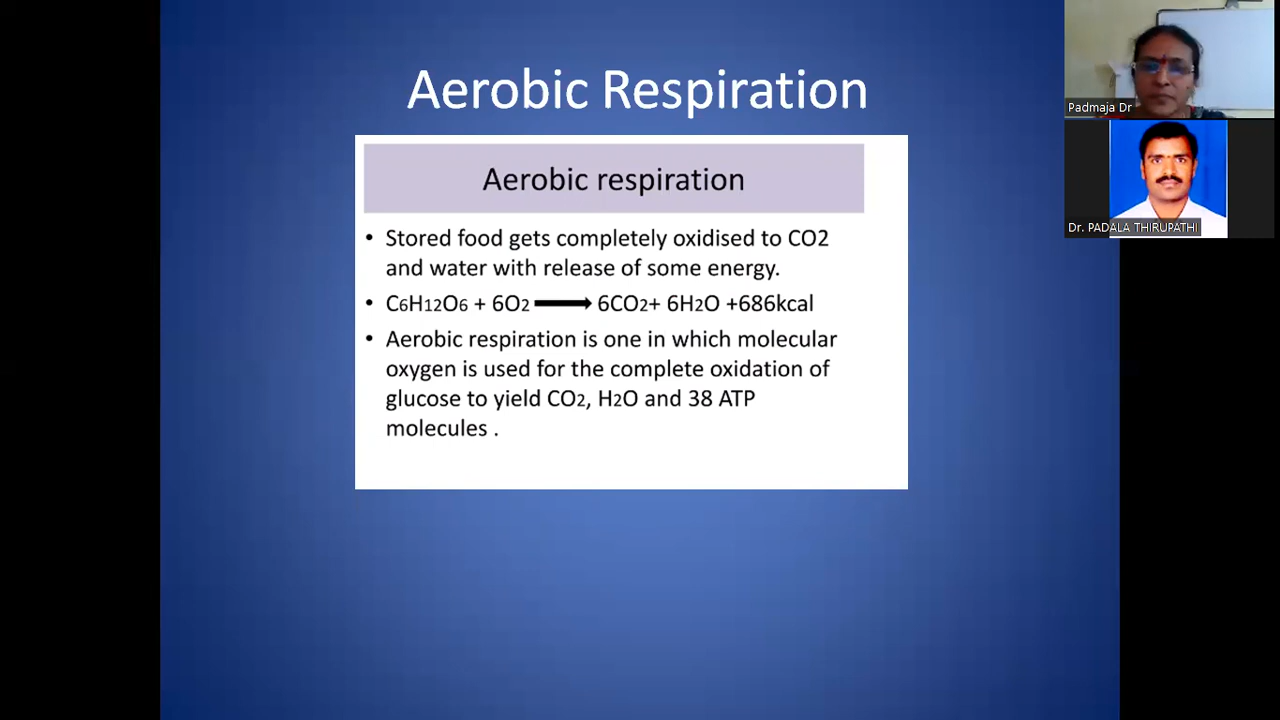 Aerobic Respiration
Aerobic respiration
• Stored food gets completely oxidised to CO2
and water with release of some energy.
• C6H12O6 + 6O2 ⟶ 6CO2+ 6H2O +686kcal
• Aerobic respiration is one in which molecular
oxygen is used for the complete oxidation of
glucose to yield CO2, H2O and 38 ATP
molecules .
Padmaja Dr
Dr. PADALA THIRUPATHI